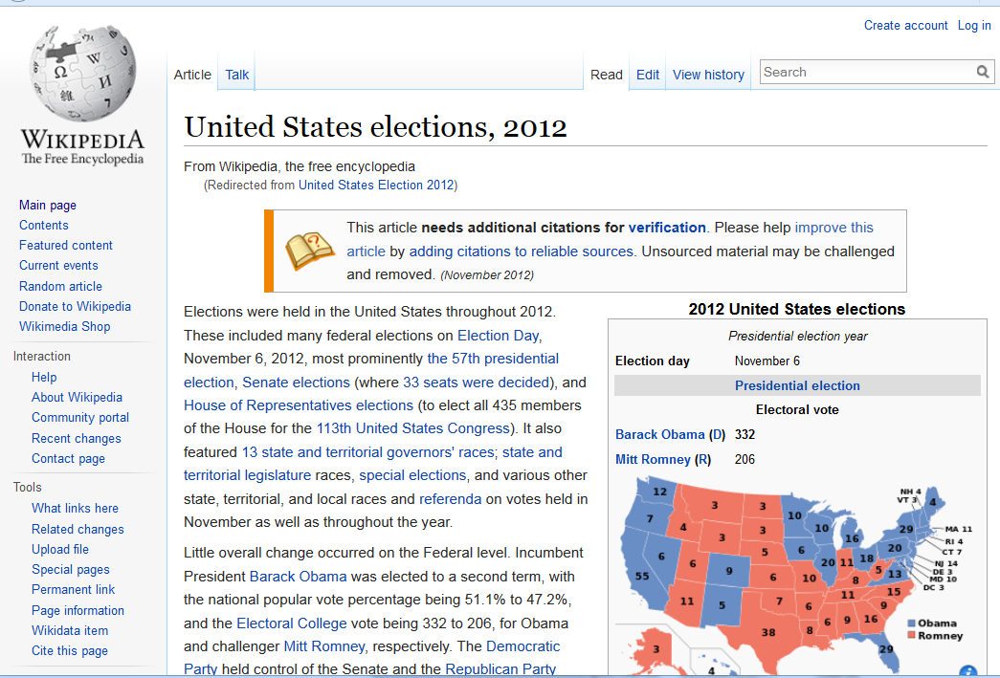 Create account Log in
Article Talk Read Edit View history Search
WIKIPEDIA
The Free Encyclopedia
Main page
Contents
Featured content
Current events
Random article
Donate to Wikipedia
Wikimedia Shop
Interaction
Help
About Wikipedia
Community portal
Recent changes
Contact page
Tools
What links here
Related changes
Upload file
Special pages
Permanent link
Page information
Wikidata item
Cite this page
United States elections, 2012
From Wikipedia, the free encyclopedia
(Redirected from United States Election 2012)
This article needs additional citations for verification. Please help improve this
article by adding citations to reliable sources. Unsourced material may be challenged
and removed. (November 2012)
Elections were held in the United States throughout 2012.
These included many federal elections on Election Day,
November 6, 2012, most prominently the 57th presidential
election, Senate elections (where 33 seats were decided), and
House of Representatives elections (to elect all 435 members
of the House for the 113th United States Congress). It also
featured 13 state and territorial governors' races; state and
territorial legislature races, special elections, and various other
state, territorial, and local races and referenda on votes held in
November as well as throughout the year.
Little overall change occurred on the Federal level. Incumbent
President Barack Obama was elected to a second term, with
the national popular vote percentage being 51.1% to 47.2%,
and the Electoral College vote being 332 to 206, for Obama
and challenger Mitt Romney, respectively. The Democratic
Party held control of the Senate and the Republican Party
2012 United States elections
Presidential election year
Election day November 6
Presidential election
Electoral vote
Barack Obama (D) 332
Mitt Romney (R) 206
12
7
55
6
4
3
3
6
11
9
5
3
3
5
6
7
38
10
6
10
6
8
10
20
16
11
18
8
11
6
9
16
9
15
13
5
20
29
4
29
3
4
NH 4
VT 3
MA 11
RI 4
CT 7
NJ 14
DE 3
MD 10
DC 3
Obama
Romney